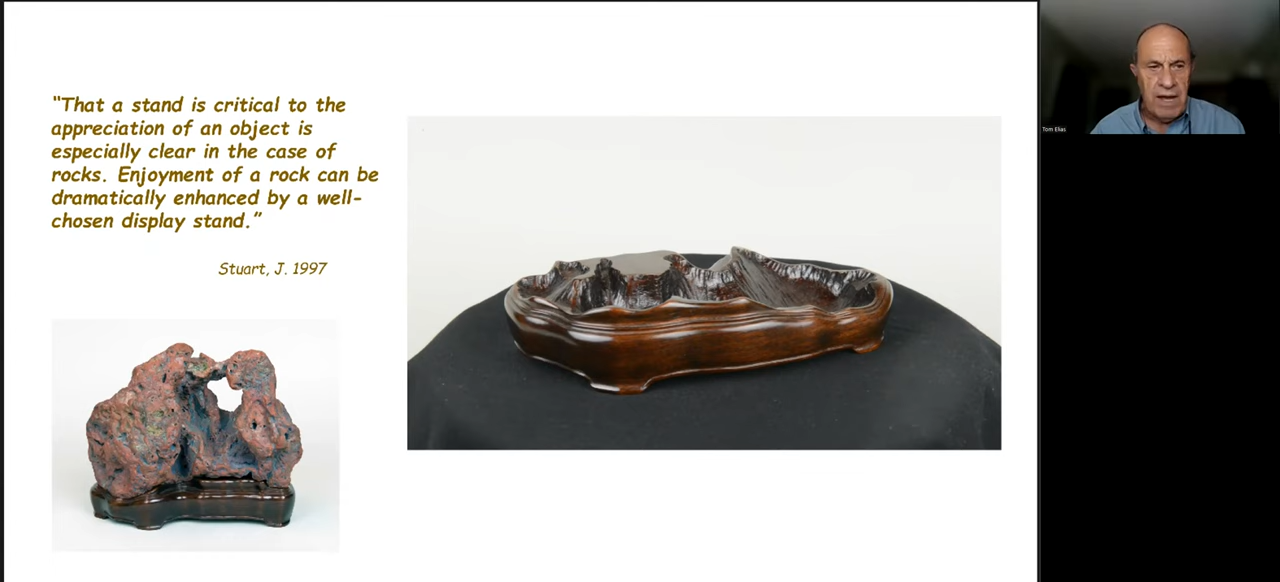 "That a stand is critical to the
appreciation of an object is
especially clear in the case of
rocks. Enjoyment of a rock can be
dramatically enhanced by a well-
chosen display stand."
Stuart, J. 1997
Tom Elias